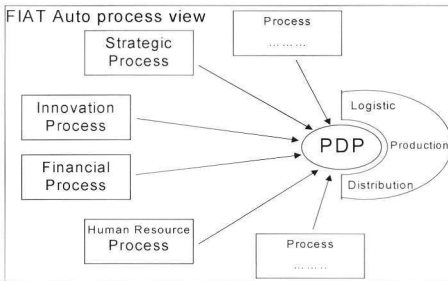 FIAT Auto process view
Process
………
Strategic
Process
Innovation
Process
Financial
Process
Human Resource
Process
Process
……..
PDP
Logistic
Production
Distribution